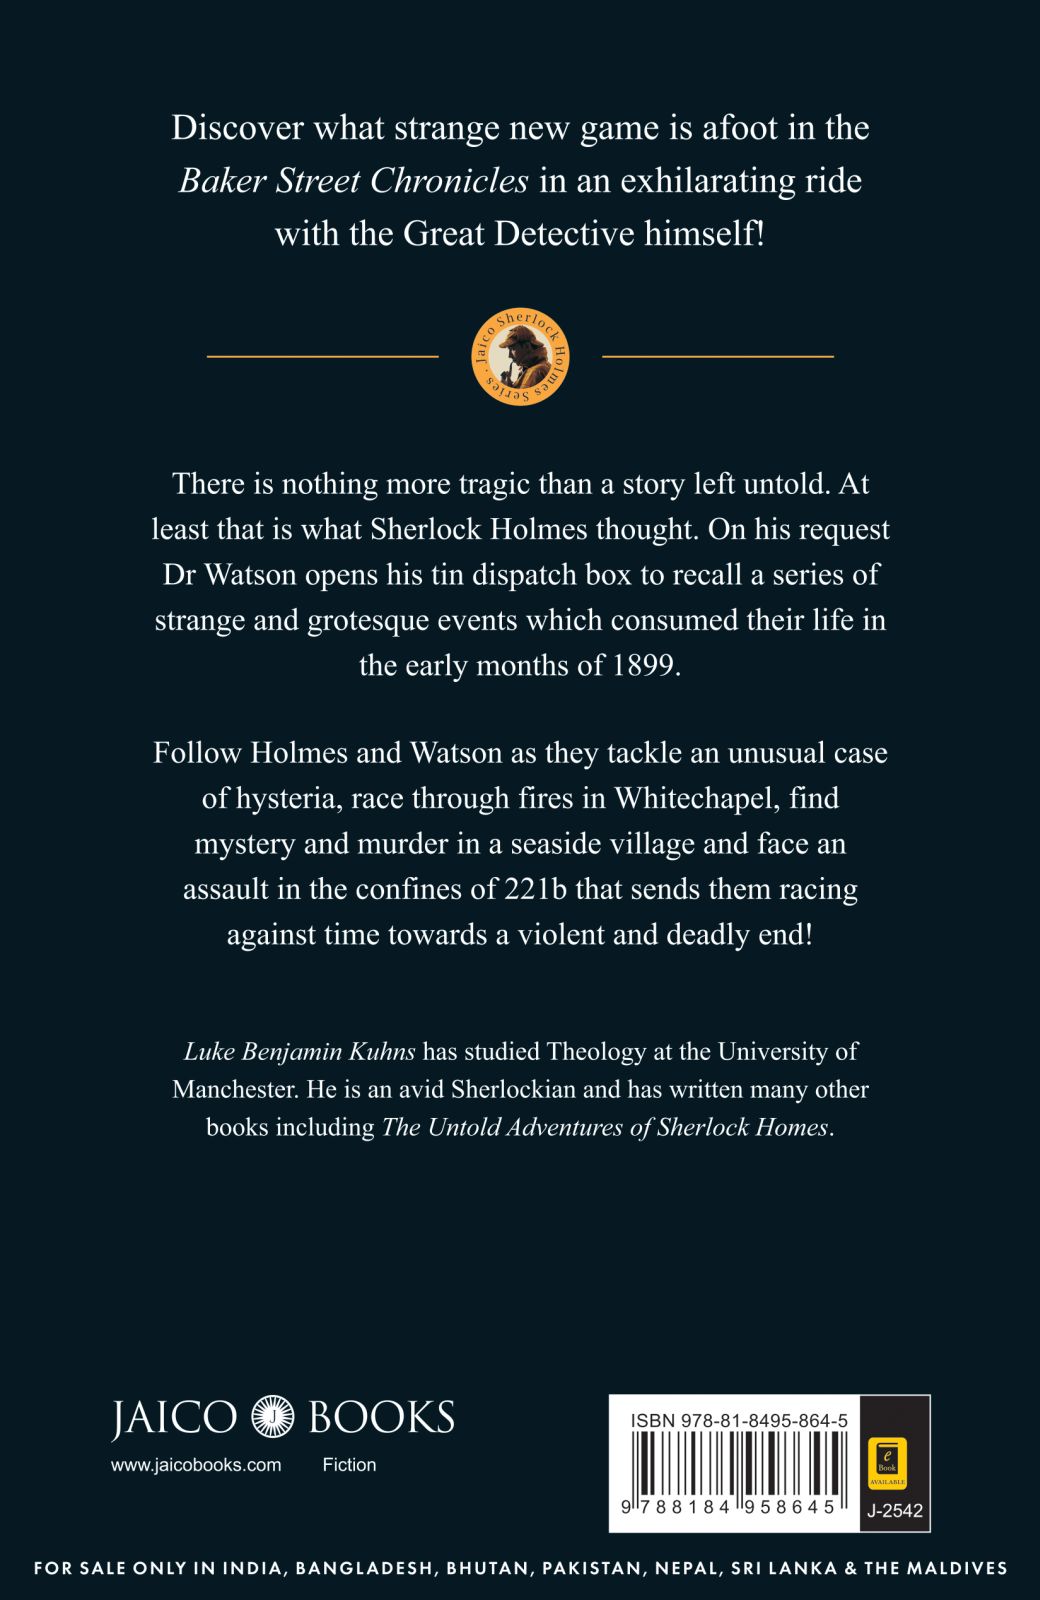 Discover what strange new game is afoot in the
Baker Street Chronicles in an exhilarating ride
with the Great Detective himself!
Jaico Sherlock Holmes Series ·
There is nothing more tragic than a story left untold. At
least that is what Sherlock Holmes thought. On his request
Dr Watson opens his tin dispatch box to recall a series of
strange and grotesque events which consumed their life in
the early months of 1899.
Follow Holmes and Watson as they tackle an unusual case
of hysteria, race through fires in Whitechapel, find
mystery and murder in a seaside village and face an
assault in the confines of 221b that sends them racing
against time towards a violent and deadly end!
Luke Benjamin Kuhns has studied Theology at the University of
Manchester. He is an avid Sherlockian and has written many other
books including The Untold Adventures of Sherlock Homes.
JAICO J BOOKS
www.jaicobooks.com Fiction
ISBN 978-81-8495-864-5
9 788184 958645
e
Book
AVAILABLE
J-2542
FOR SALE ONLY IN INDIA, BANGLADESH, BHUTAN, PAKISTAN, NEPAL, SRI LANKA & THE MALDIVES